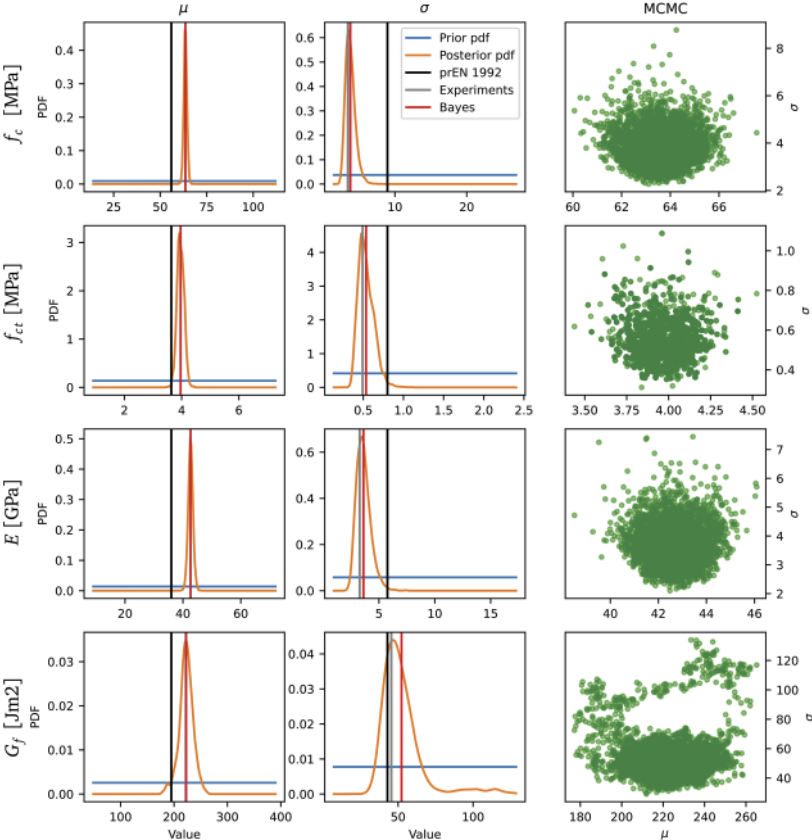 μ σ MCMC
Prior pdf
Posterior pdf
prEN 1992
Experiments
Bayes
f_c [MPa]
PDF
0.4
0.3
0.2
0.1
0.0
25 50 75 100
0.6
0.5
0.4
0.3
0.2
0.1
0.0
10 20
8
6
4
2
σ
60 62 64 66
f_ct [MPa]
PDF
3
2
1
0
2 4 6
4
3
2
1
0
0.5 1.0 1.5 2.0 2.5
1.0
0.8
0.6
0.4
σ
3.50 3.75 4.00 4.25 4.50
E [GPa]
PDF
0.5
0.4
0.3
0.2
0.1
0.0
20 40 60
0.6
0.4
0.2
0.0
5 10 15
7
6
5
4
3
2
σ
40 42 44 46
G_f [Jm2]
PDF
0.03
0.02
0.01
0.00
100 200 300 400
Value
0.04
0.03
0.02
0.01
0.00
50 100
Value
120
100
80
60
40
σ
180 200 220 240 260
μ